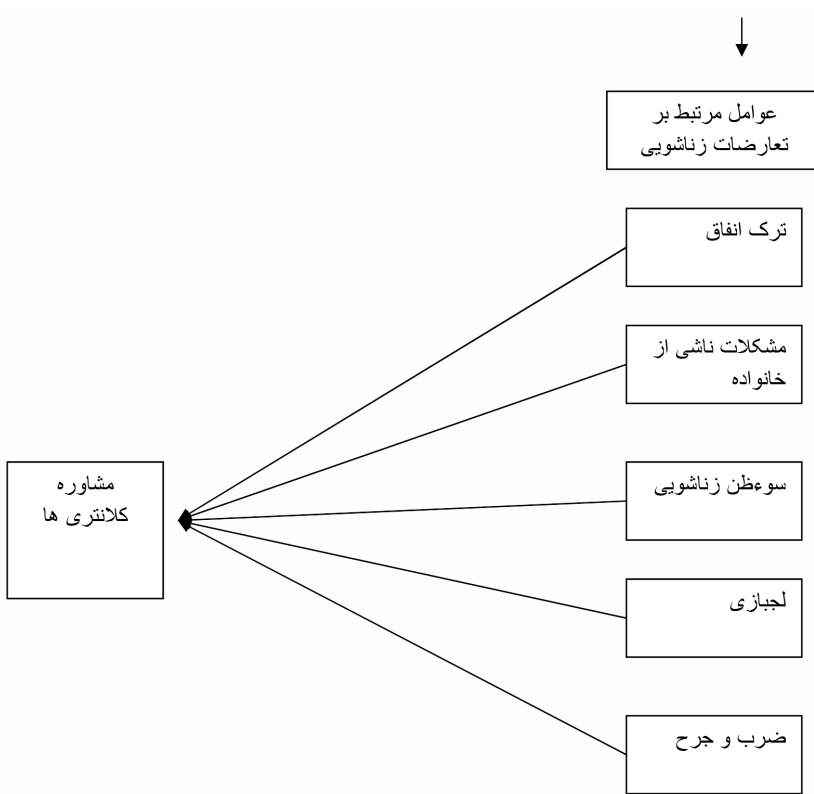 عوامل مرتبط بر
تعارضات زناشویی
ترک انفاق
مشکلات ناشی از
خانواده
سوءظن زناشویی
لجبازی
ضرب و جرح
مشاوره
کلانتری ها